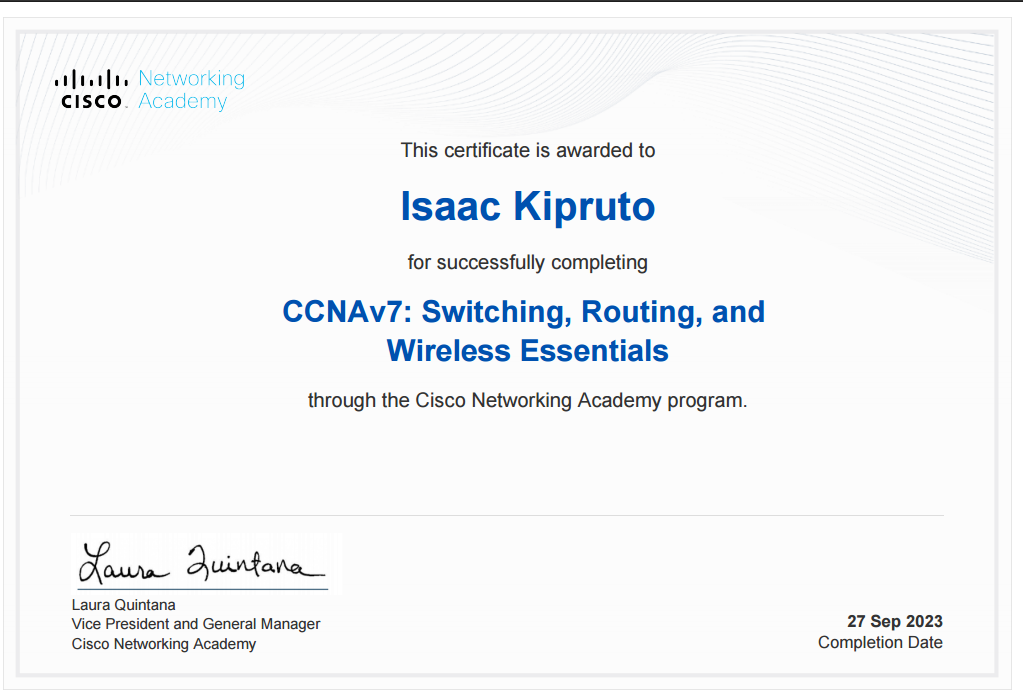 Networking
CISCO. Academy
This certificate is awarded to
Isaac Kipruto
for successfully completing
CCNAv7: Switching, Routing, and
Wireless Essentials
through the Cisco Networking Academy program.
Laura Quintana
Laura Quintana
Vice President and General Manager
Cisco Networking Academy
27 Sep 2023
Completion Date